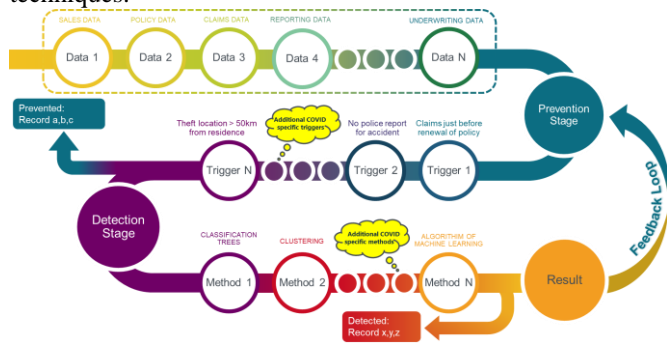 techniques.
SALES DATA
POLICY DATA
CLAIMS DATA
REPORTING DATA
UNDERWRITING DATA
Data 1
Data 2
Data 3
Data 4
Data N
Prevented:
Record a,b,c
Theft location > 50km
from residence
Additional COVID
specific triggers
No police report
for accident
Claims just before
renewal of policy
Prevention
Stage
Trigger N
Trigger 2
Trigger 1
Detection
Stage
Feedback Loop
CLASSIFICATION
TREES
CLUSTERING
Additional COVID
specific methods
ALGORITHM OF
MACHINE LEARNING
Method 1
Method 2
Method N
Result
Detected:
Record x,y,z